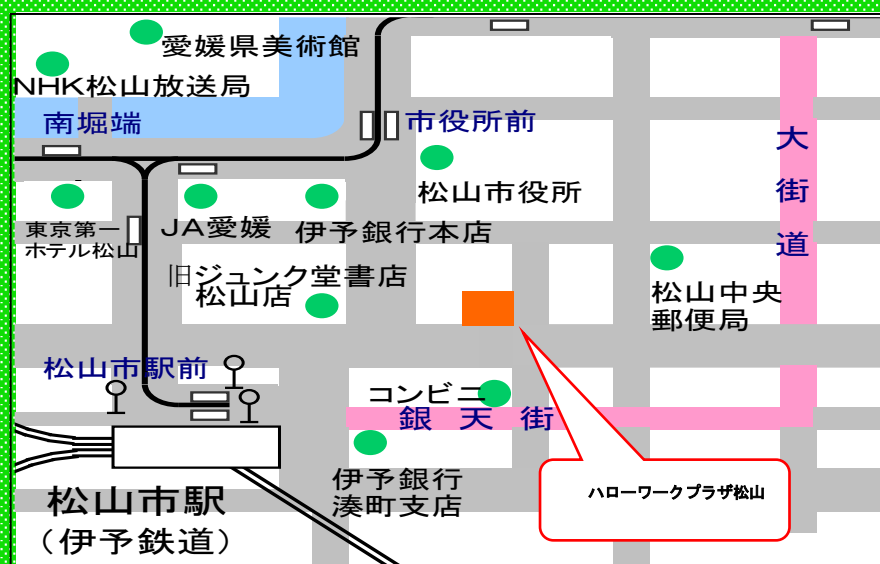 愛媛県美術館
NHK松山放送局
南堀端
市役所前
大街道
松山市役所
東京第一
ホテル松山
JA愛媛
伊予銀行本店
旧ジュンク堂書店
松山店
松山中央
郵便局
松山市駅前
コンビニ
銀天街
伊予銀行
湊町支店
ハローワークプラザ松山
松山市駅
（伊予鉄道）